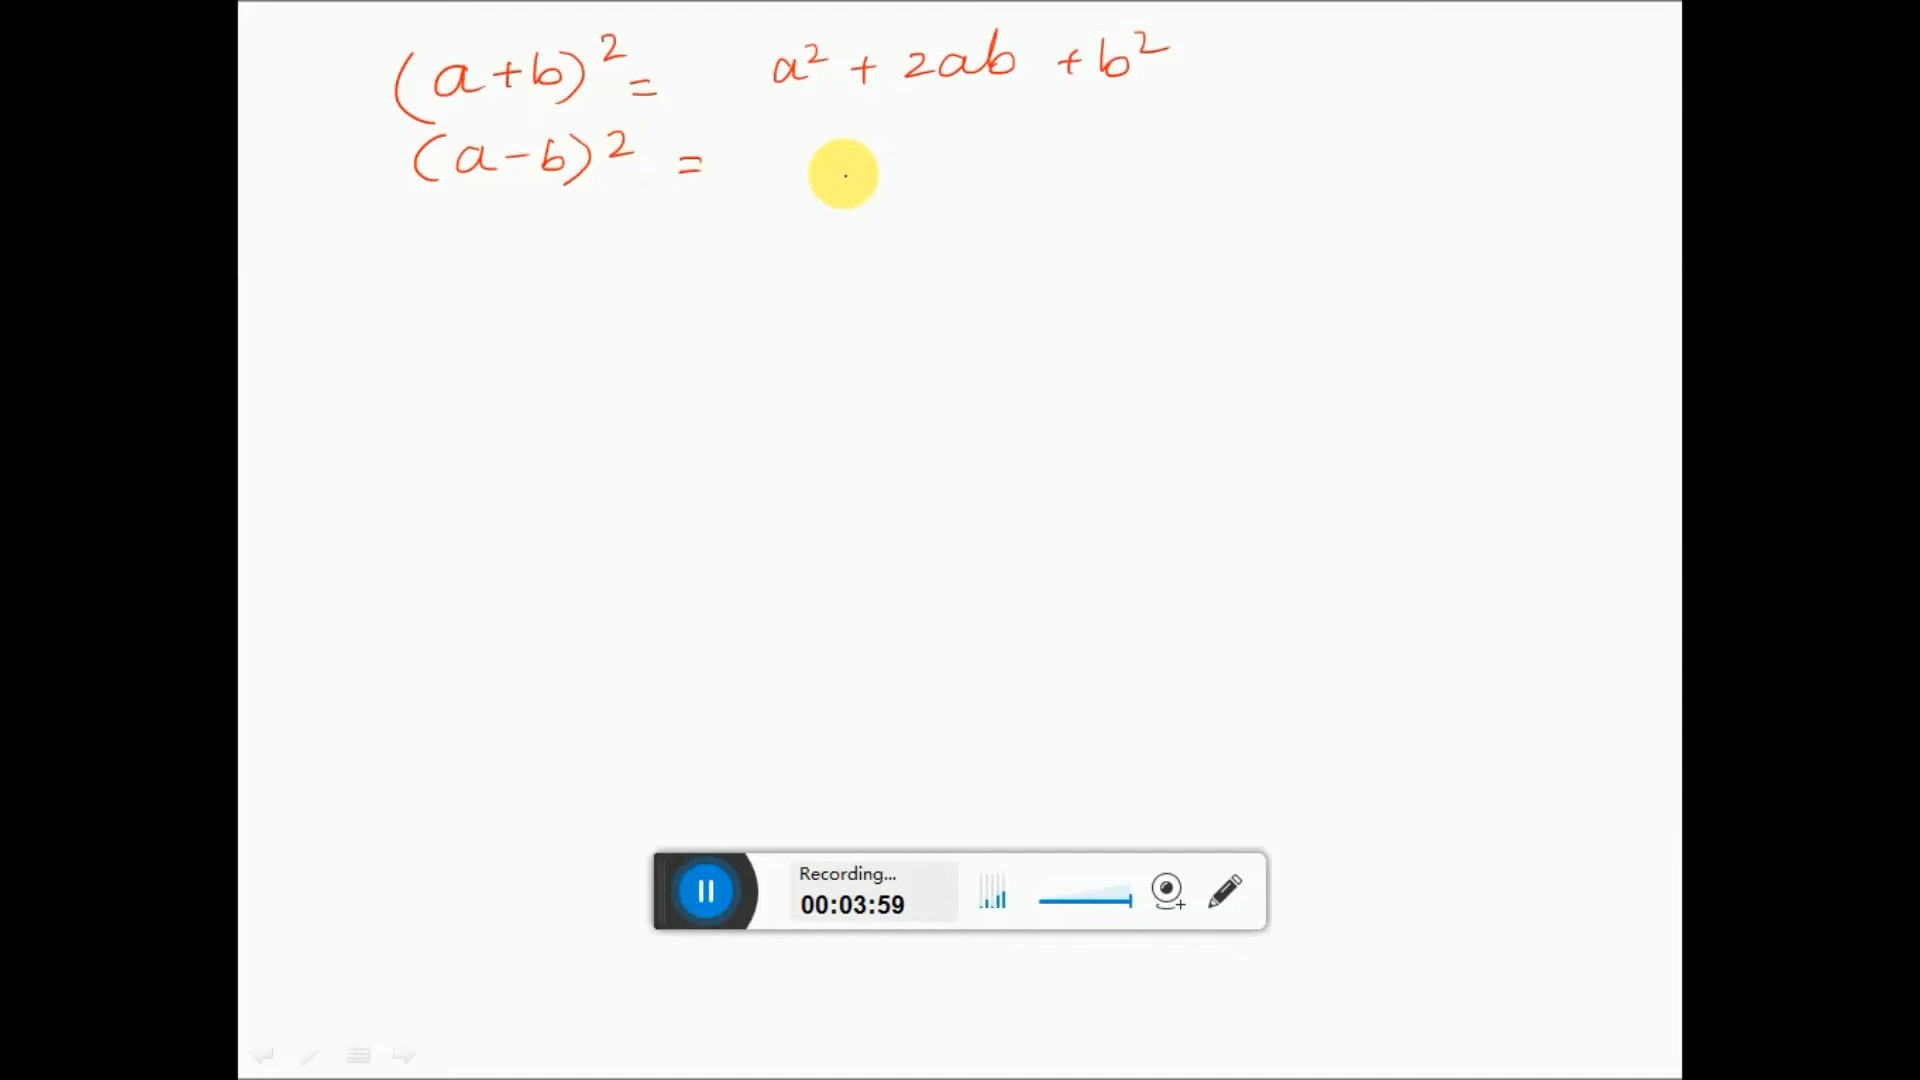 (a+b)² = a² + 2ab + b²
(a-b)² =
Recording...
00:03:59